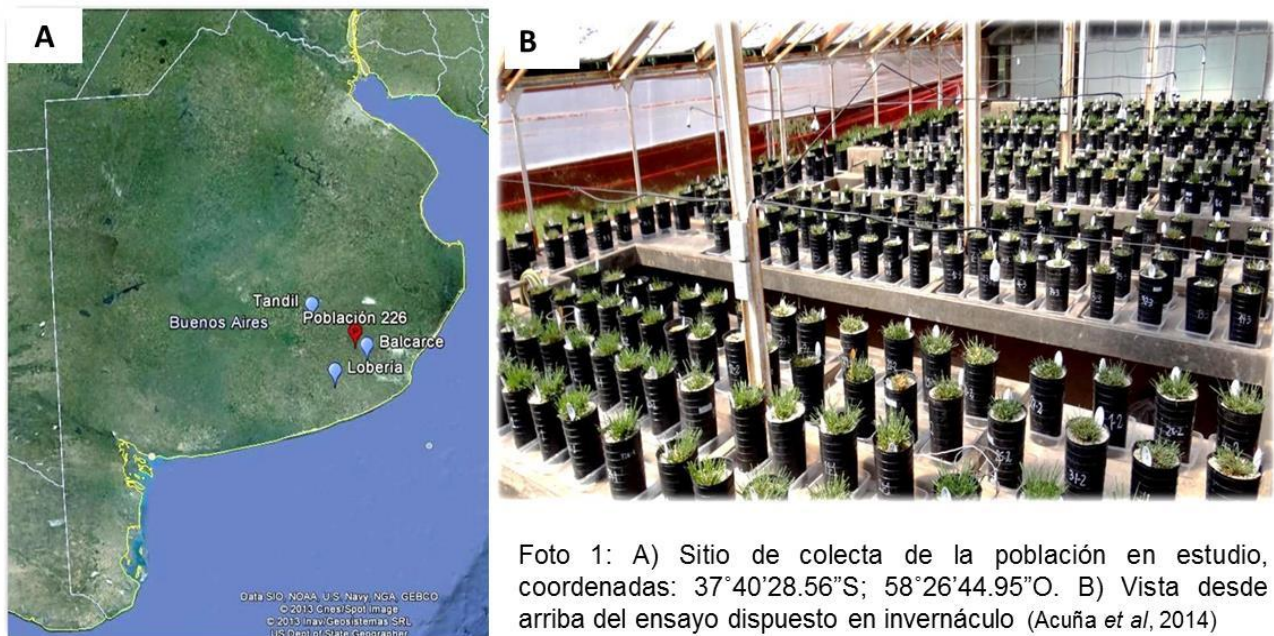 A
Tandil
Población 226
Buenos Aires
Balcarce
Lobería
Data SIO, NOAA, U.S. Navy, NGA, GEBCO
© 2013 Cnes/Spot Image
© 2013 Inav/Geosistemas SRL
US Dept of State Geographer
B
Foto 1: A) Sitio de colecta de la población en estudio,
coordenadas: 37°40’28.56”S; 58°26’44.95”O. B) Vista desde
arriba del ensayo dispuesto en invernáculo (Acuña et al, 2014)